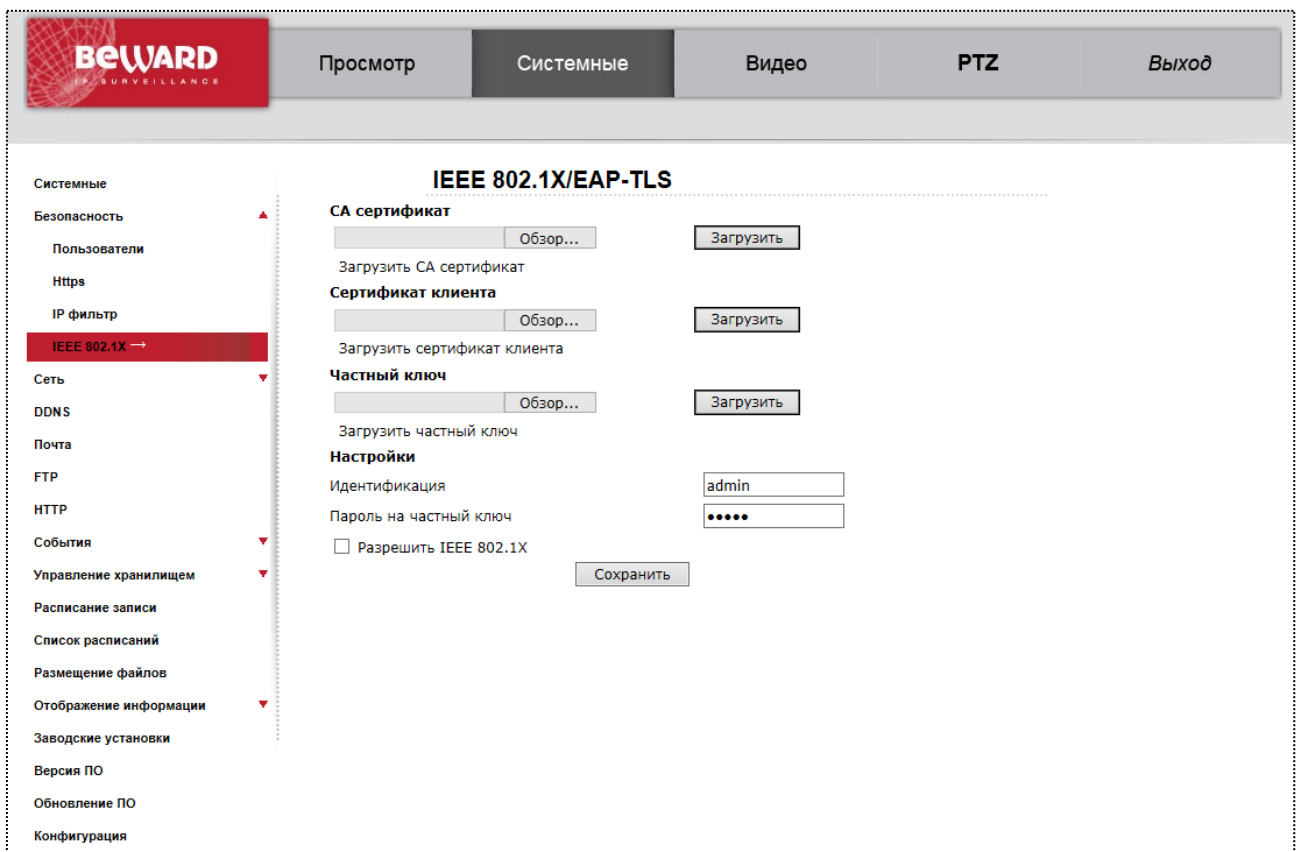 BEWARD
IP SURVEILLANCE
Просмотр
Системные
Видео
PTZ
Выход
Системные
Безопасность
Пользователи
Https
IP фильтр
IEEE 802.1X →
Сеть
DDNS
Почта
FTP
HTTP
События
Управление хранилищем
Расписание записи
Список расписаний
Размещение файлов
Отображение информации
Заводские установки
Версия ПО
Обновление ПО
Конфигурация
IEEE 802.1X/EAP-TLS
CA сертификат
Обзор... Загрузить
Загрузить CA сертификат
Сертификат клиента
Обзор... Загрузить
Загрузить сертификат клиента
Частный ключ
Обзор... Загрузить
Загрузить частный ключ
Настройки
Идентификация admin
Пароль на частный ключ •••••
Разрешить IEEE 802.1X
Сохранить